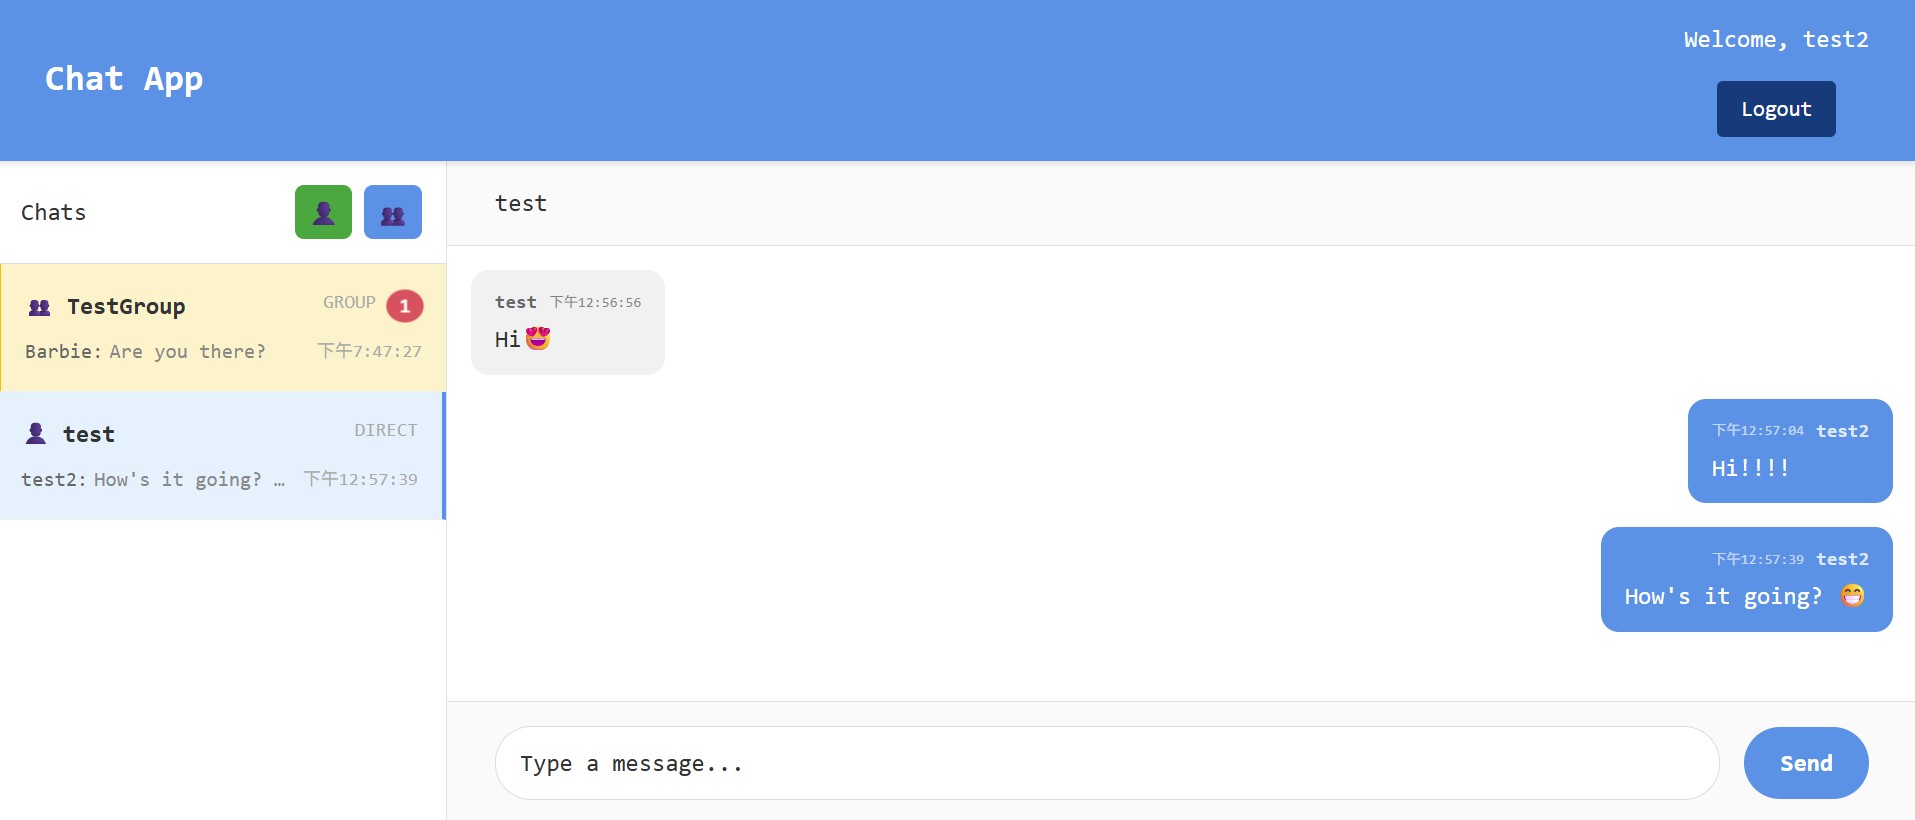 Chat App
Welcome, test2
Logout
Chats
TestGroup GROUP 1
Barbie: Are you there? 下午7:47:27
test DIRECT
test2: How's it going? … 下午12:57:39
test
test 下午12:56:56
Hi😍
下午12:57:04 test2
Hi!!!!
下午12:57:39 test2
How's it going? 😁
Type a message...
Send